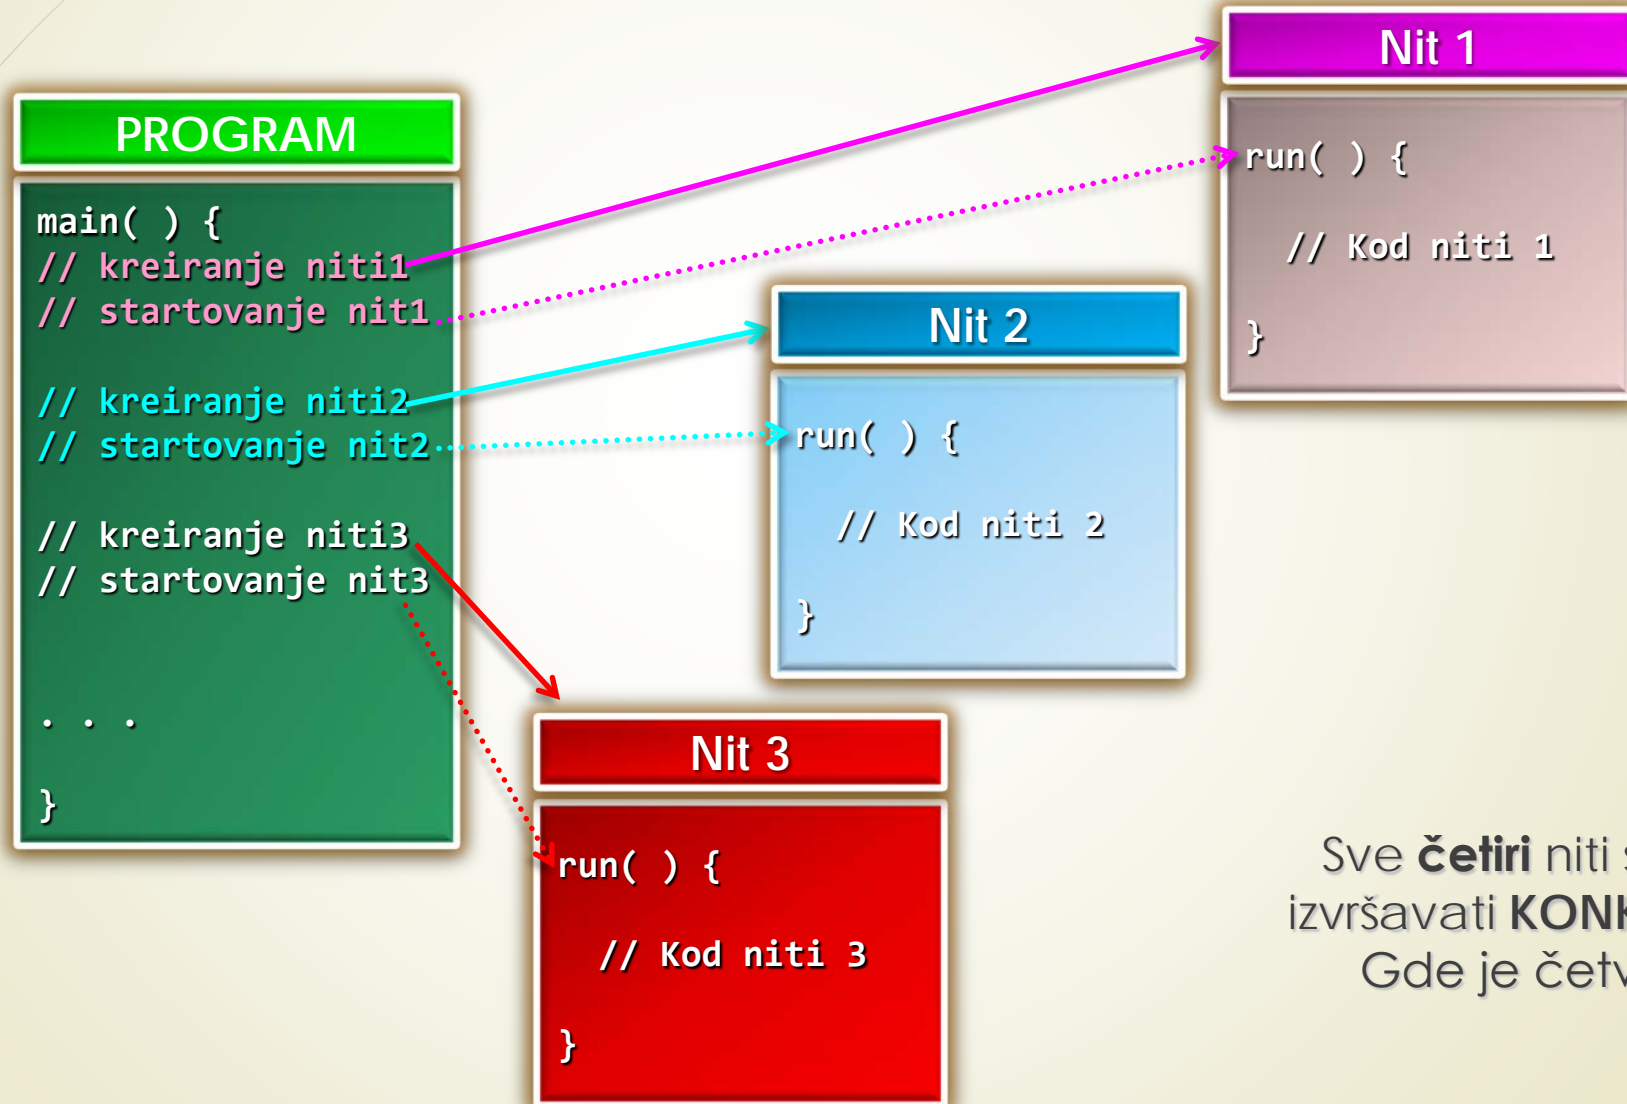 PROGRAM
main( ) {
// kreiranje niti1
// startovanje nit1
// kreiranje niti2
// startovanje nit2
// kreiranje niti3
// startovanje nit3
. . .
}
Nit 1
run( ) {
// Kod niti 1
}
Nit 2
run( ) {
// Kod niti 2
}
Nit 3
run( ) {
// Kod niti 3
}
Sve četiri niti
izvršavati
Gde je